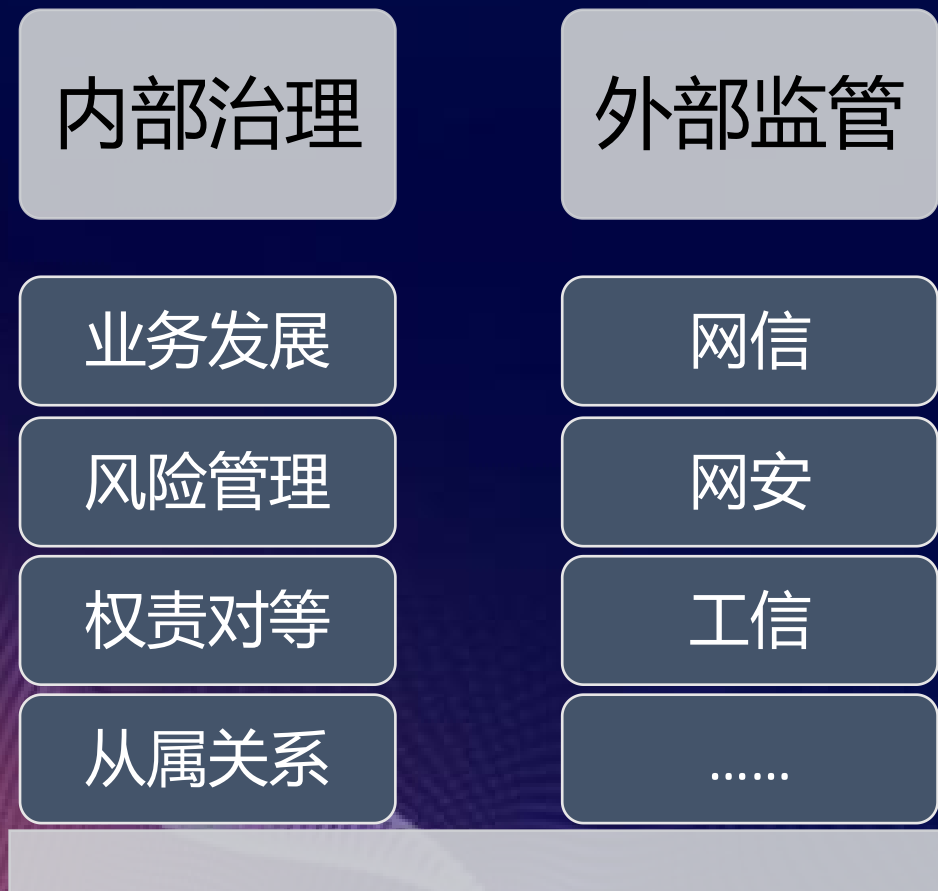 内部治理
外部监管
业务发展
网信
风险管理
网安
权责对等
工信
从属关系
……